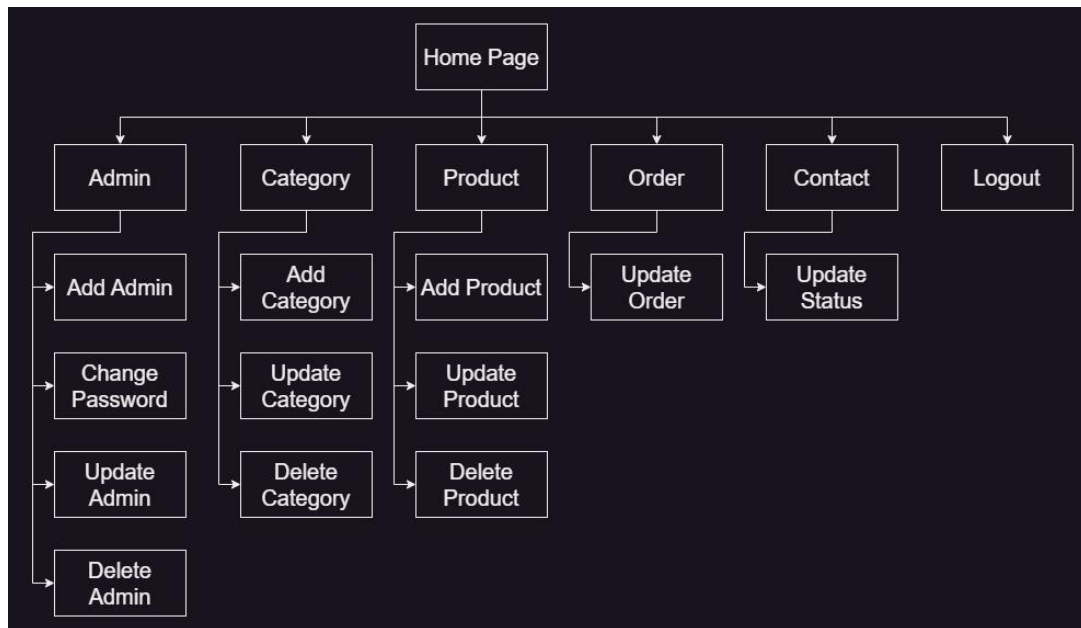 Home Page
Admin
Category
Product
Order
Contact
Logout
Add Admin
Add
Category
Add Product
Update
Order
Update
Status
Change
Password
Update
Category
Update
Product
Update
Admin
Delete
Category
Delete
Product
Delete
Admin